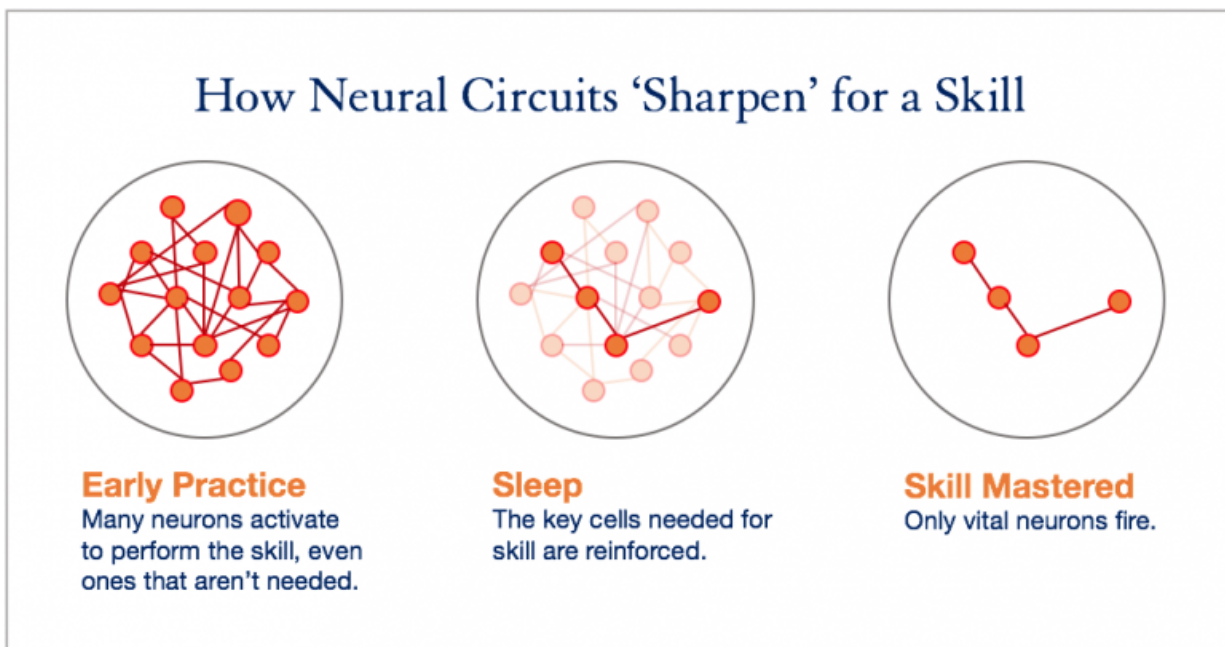 How Neural Circuits ‘Sharpen’ for a Skill
Early Practice
Many neurons activate
to perform the skill, even
ones that aren’t needed.
Sleep
The key cells needed for
skill are reinforced.
Skill Mastered
Only vital neurons fire.